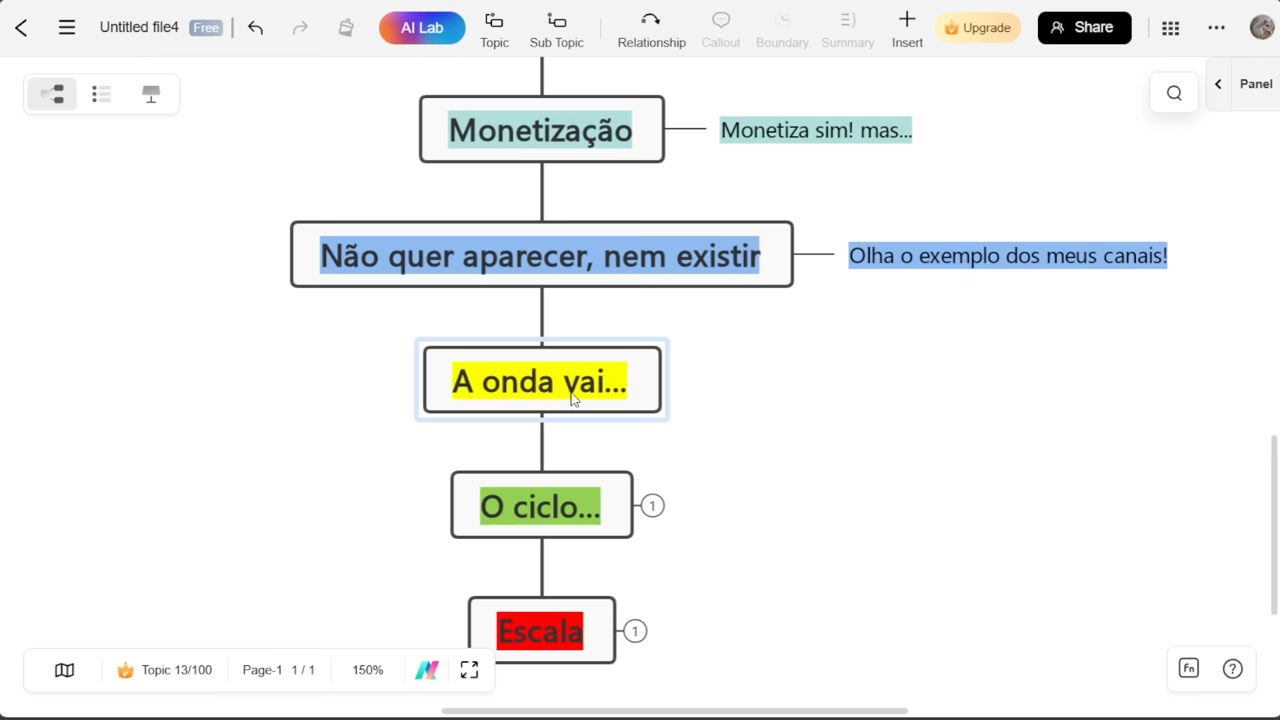 Untitled file4
Free
AI Lab
Topic
Sub Topic
Relationship
Callout
Boundary
Summary
Insert
Upgrade
Share
Panel
Monetização
Monetiza sim! mas...
Não quer aparecer, nem existir
Olha o exemplo dos meus canais!
A onda vai...
O ciclo...
1
Escala
1
Topic 13/100
Page-1 1 / 1
150%
Fn